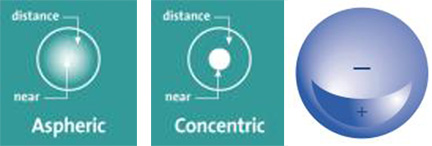 distance
near
Aspheric
distance
near
Concentric
−
+